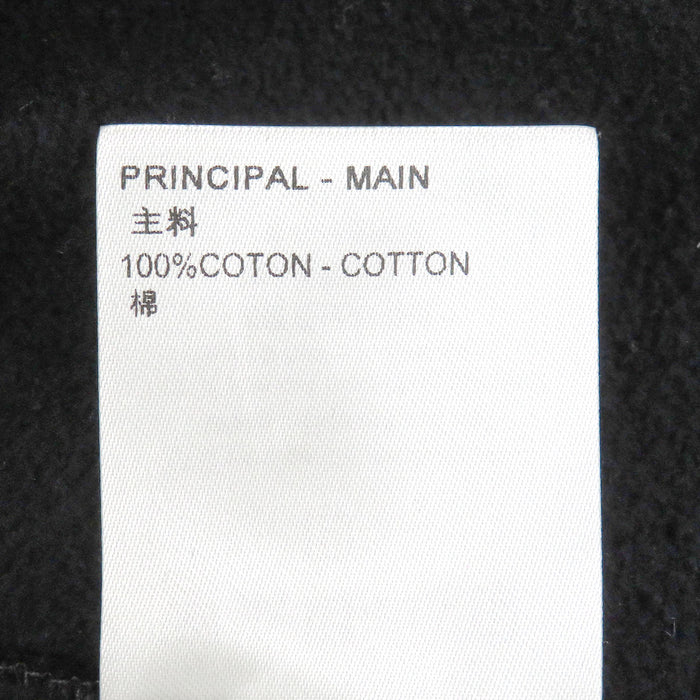 PRINCIPAL - MAIN
主料
100%COTON - COTTON
棉